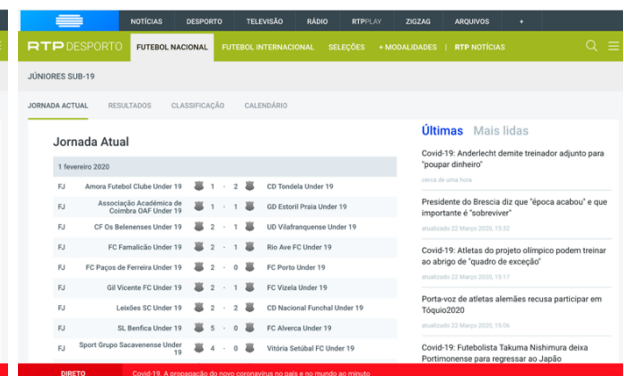 NOTÍCIAS DESPORTO TELEVISÃO RÁDIO RTPPLAY ZIGZAG ARQUIVOS +
RTP DESPORTO FUTEBOL NACIONAL FUTEBOL INTERNACIONAL SELEÇÕES + MODALIDADES | RTP NOTÍCIAS
JÚNIORES SUB-19
JORNADA ACTUAL RESULTADOS CLASSIFICAÇÃO CALENDÁRIO
Jornada Atual
1 fevereiro 2020
FJ Amora Futebol Clube Under 19 1 - 2 CD Tondela Under 19
FJ Associação Académica de
Coimbra OAF Under 19 1 - 1 GD Estoril Praia Under 19
FJ CF Os Belenenses Under 19 2 - 1 UD Vilafranquense Under 19
FJ FC Famalicão Under 19 2 - 1 Rio Ave FC Under 19
FJ FC Paços de Ferreira Under 19 2 - 0 FC Porto Under 19
FJ Gil Vicente FC Under 19 2 - 1 FC Vizela Under 19
FJ Leixões SC Under 19 2 - 2 CD Nacional Funchal Under 19
FJ SL Benfica Under 19 5 - 0 FC Alverca Under 19
FJ Sport Grupo Sacavenense Under
19 4 - 0 Vitória Setúbal FC Under 19
Últimas Mais lidas
Covid-19: Anderlecht demite treinador adjunto para
"poupar dinheiro"
cerca de uma hora
Presidente do Brescia diz que "época acabou" e que
importante é "sobreviver"
atualizado 22 Março 2020, 15:32
Covid-19: Atletas do projeto olímpico podem treinar
ao abrigo de "quadro de exceção"
atualizado 22 Março 2020, 15:17
Porta-voz de atletas alemães recusa participar em
Tóquio2020
atualizado 22 Março 2020, 15:06
Covid-19: Futebolista Takuma Nishimura deixa
Portimonense para regressar ao Japão
DIRETO Covid-19. A propagação do novo coronavírus no país e no mundo ao minuto